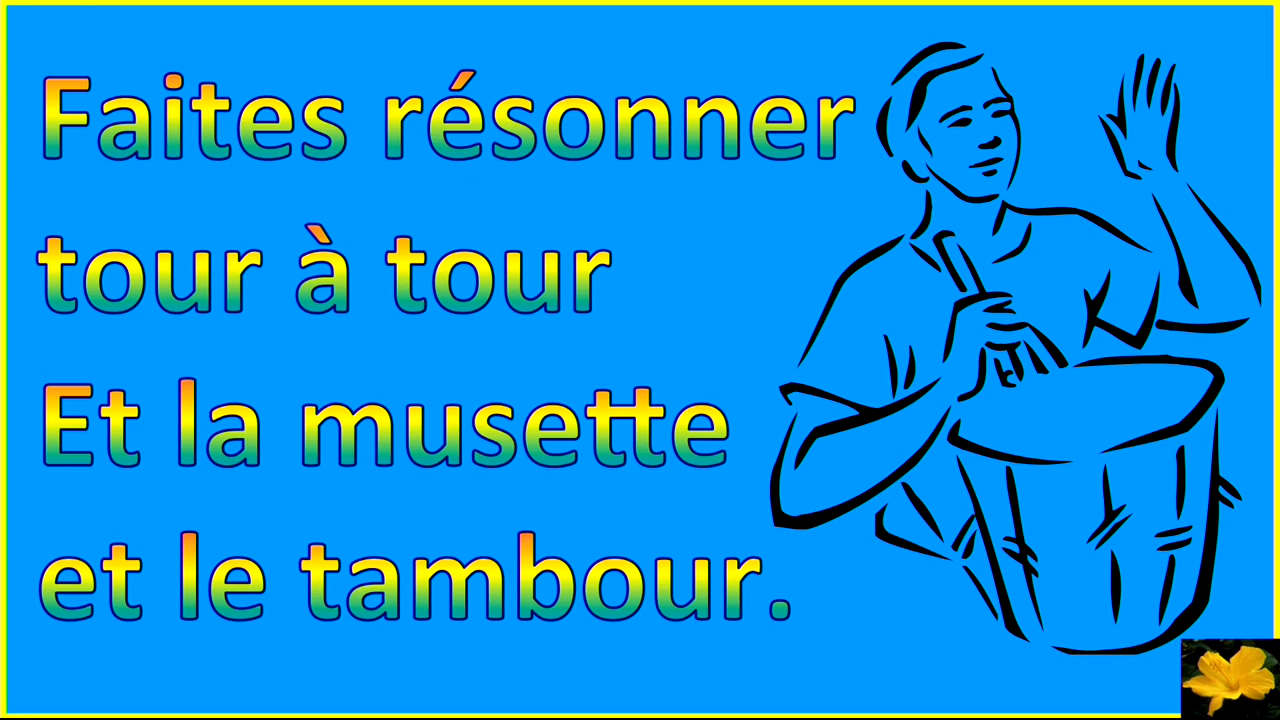 Faites résonner
tour à tour
Et la musette
et le tambour.